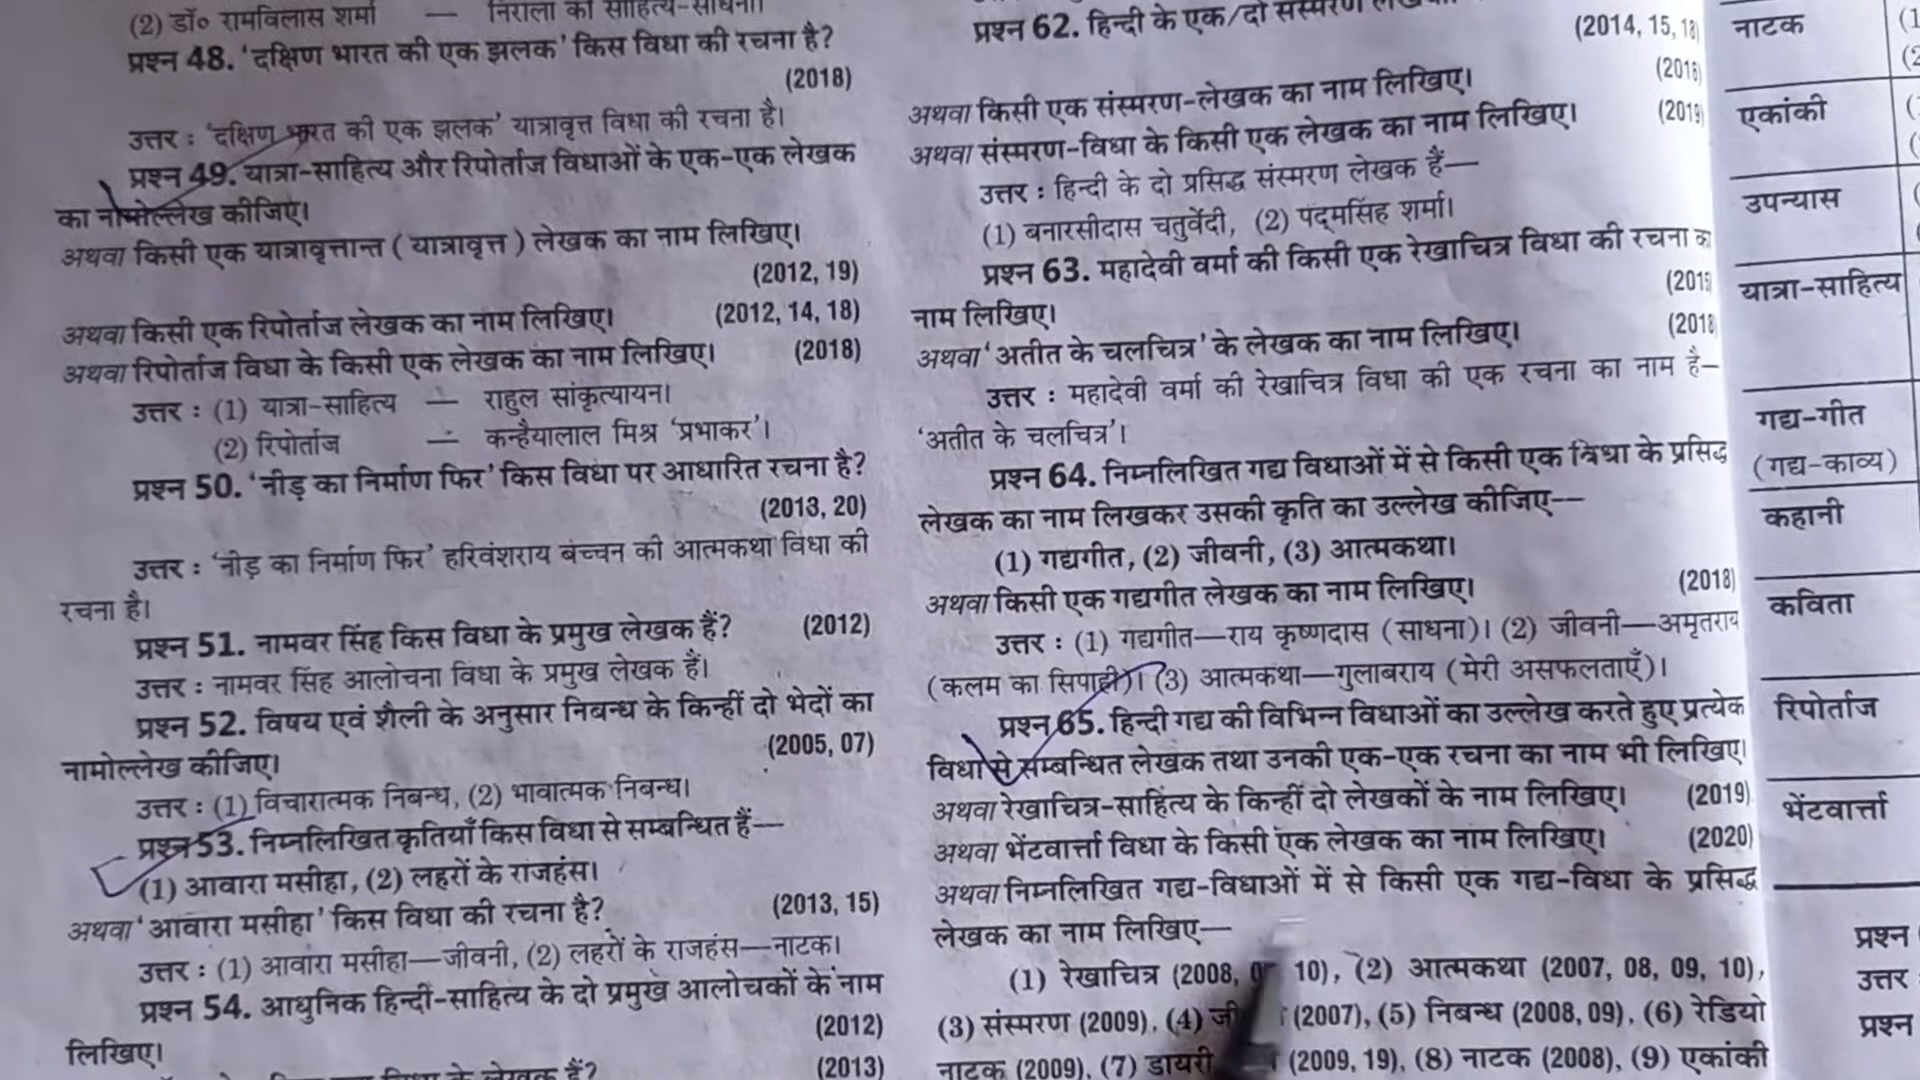 (2) डॉ० रामविलास शर्मा — निराला की साहित्य-साधना।
प्रश्न 48. 'दक्षिण भारत की एक झलक' किस विधा की रचना है?
(2018)
उत्तर : 'दक्षिण भारत की एक झलक' यात्रावृत्त विधा की रचना है।
प्रश्न 49. यात्रा-साहित्य और रिपोर्ताज विधाओं के एक-एक लेखक
का नामोल्लेख कीजिए।
अथवा किसी एक यात्रावृत्तान्त ( यात्रावृत्त ) लेखक का नाम लिखिए।
(2012, 19)
अथवा किसी एक रिपोर्ताज लेखक का नाम लिखिए। (2012, 14, 18)
अथवा रिपोर्ताज विधा के किसी एक लेखक का नाम लिखिए। (2018)
उत्तर : (1) यात्रा-साहित्य — राहुल सांकृत्यायन।
(2) रिपोर्ताज — कन्हैयालाल मिश्र 'प्रभाकर'।
प्रश्न 50. 'नीड़ का निर्माण फिर' किस विधा पर आधारित रचना है?
(2013, 20)
उत्तर : 'नीड़ का निर्माण फिर' हरिवंशराय बच्चन की आत्मकथा विधा की
रचना है।
प्रश्न 51. नामवर सिंह किस विधा के प्रमुख लेखक हैं? (2012)
उत्तर : नामवर सिंह आलोचना विधा के प्रमुख लेखक हैं।
प्रश्न 52. विषय एवं शैली के अनुसार निबन्ध के किन्हीं दो भेदों का
नामोल्लेख कीजिए। (2005, 07)
उत्तर : (1) विचारात्मक निबन्ध, (2) भावात्मक निबन्ध।
प्रश्न 53. निम्नलिखित कृतियाँ किस विधा से सम्बन्धित हैं—
(1) आवारा मसीहा, (2) लहरों के राजहंस।
अथवा 'आवारा मसीहा' किस विधा की रचना है? (2013, 15)
उत्तर : (1) आवारा मसीहा—जीवनी, (2) लहरों के राजहंस—नाटक।
प्रश्न 54. आधुनिक हिन्दी-साहित्य के दो प्रमुख आलोचकों के नाम
लिखिए। (2012)
के लेखक हैं? (2013)
प्रश्न 62. हिन्दी के एक/दो संस्मरण
(2014, 15, 18)
अथवा किसी एक संस्मरण-लेखक का नाम लिखिए। (2016)
अथवा संस्मरण-विधा के किसी एक लेखक का नाम लिखिए। (2019)
उत्तर : हिन्दी के दो प्रसिद्ध संस्मरण लेखक हैं—
(1) बनारसीदास चतुर्वेदी, (2) पद्मसिंह शर्मा।
प्रश्न 63. महादेवी वर्मा की किसी एक रेखाचित्र विधा की रचना का
नाम लिखिए।
अथवा 'अतीत के चलचित्र' के लेखक का नाम लिखिए। (2018
उत्तर : महादेवी वर्मा की रेखाचित्र विधा की एक रचना का नाम है—
'अतीत के चलचित्र'।
प्रश्न 64. निम्नलिखित गद्य विधाओं में से किसी एक विधा के प्रसिद्ध
लेखक का नाम लिखकर उसकी कृति का उल्लेख कीजिए—
(1) गद्यगीत, (2) जीवनी, (3) आत्मकथा।
अथवा किसी एक गद्यगीत लेखक का नाम लिखिए। (2018)
उत्तर : (1) गद्यगीत—राय कृष्णदास (साधना)। (2) जीवनी—अमृतराय
(कलम का सिपाही)। (3) आत्मकथा—गुलाबराय (मेरी असफलताएँ)।
प्रश्न 65. हिन्दी गद्य की विभिन्न विधाओं का उल्लेख करते हुए प्रत्येक
विधा से सम्बन्धित लेखक तथा उनकी एक-एक रचना का नाम भी लिखिए।
अथवा रेखाचित्र-साहित्य के किन्हीं दो लेखकों के नाम लिखिए। (2019)
अथवा भेंटवार्त्ता विधा के किसी एक लेखक का नाम लिखिए। (2020)
अथवा निम्नलिखित गद्य-विधाओं में से किसी एक गद्य-विधा के प्रसिद्ध
लेखक का नाम लिखिए—
(1) रेखाचित्र (2008, 10), (2) आत्मकथा (2007, 08, 09, 10),
(3) संस्मरण (2009), (4) (2007), (5) निबन्ध (2008, 09), (6) रेडियो
नाटक (2009), (7) डायरी (2009, 19), (8) नाटक (2008), (9) एकांकी
नाटक
एकांकी
उपन्यास
यात्रा-साहित्य
गद्य-गीत
(गद्य-काव्य)
कहानी
कविता
रिपोर्ताज
भेंटवार्त्ता
प्रश्न
उत्तर
प्रश्न